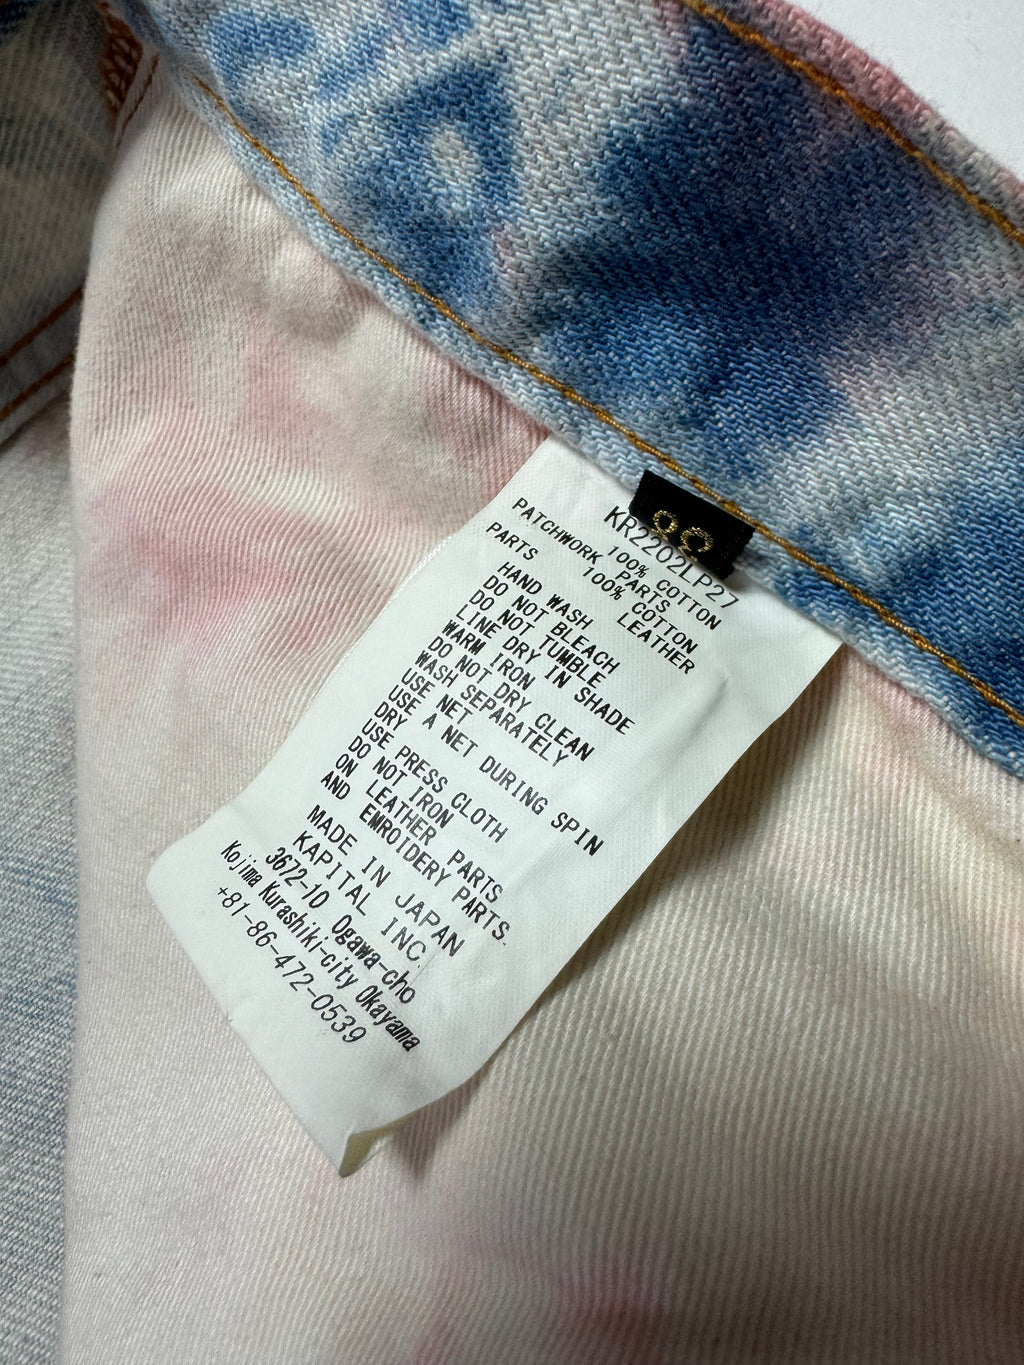 KR2202LP27
100% COTTON
PATCHWORK PARTS
100% COTTON
PARTS LEATHER
HAND WASH
DO NOT BLEACH
DO NOT TUMBLE
LINE DRY IN SHADE
WARM IRON
DO NOT DRY CLEAN
WASH SEPARATELY
USE NET
USE A NET DURING SPIN
DRY
USE PRESS CLOTH
DO NOT IRON
ON LEATHER PARTS
AND EMROIDERY PARTS.
MADE IN JAPAN
KAPITAL INC.
3672-10 Ogawa-cho
Kojima Kurashiki-city Okayama
+81-86-472-0539